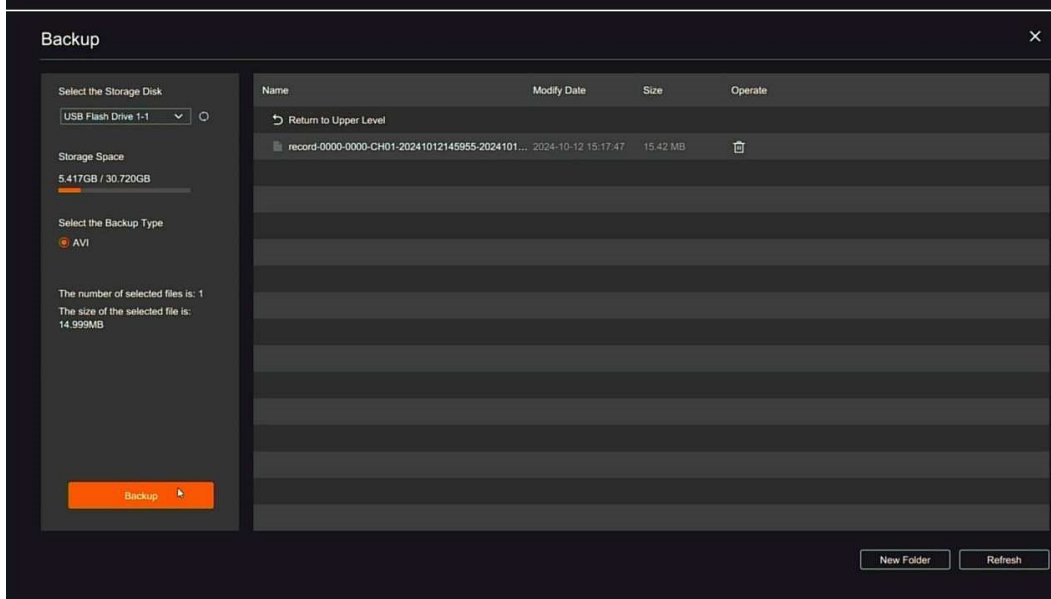 Backup
Select the Storage Disk
USB Flash Drive 1-1
Storage Space
5.417GB / 30.720GB
Select the Backup Type
AVI
The number of selected files is: 1
The size of the selected file is:
14.999MB
Backup
Name Modify Date Size Operate
Return to Upper Level
record-0000-0000-CH01-20241012145955-2024101... 2024-10-12 15:17:47 15.42 MB
New Folder Refresh